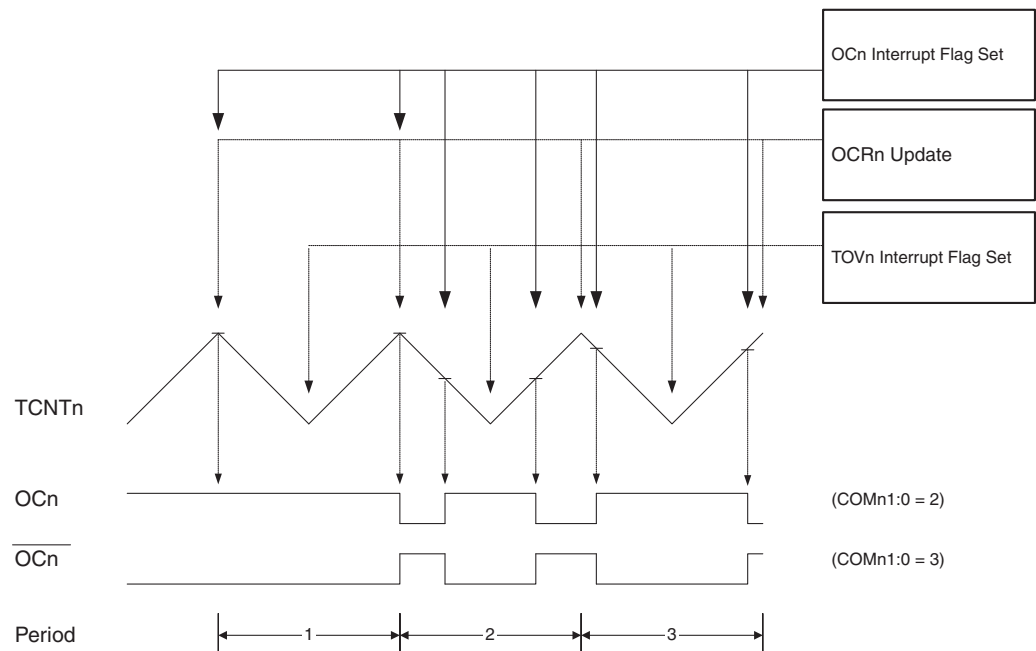 OCn Interrupt Flag Set
OCRn Update
TOVn Interrupt Flag Set
TCNTn
OCn
(COMn1:0 = 2)
OCn
(COMn1:0 = 3)
Period
1
2
3